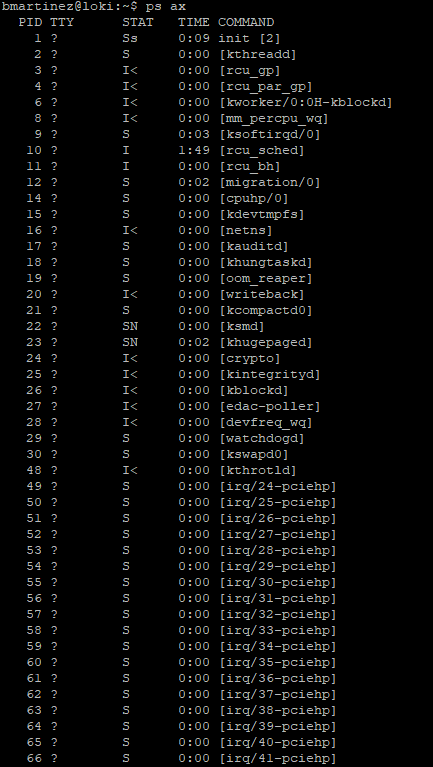 bmartinez@loki:~$ ps ax
  PID TTY      STAT   TIME COMMAND
    1 ?        Ss     0:09 init [2]
    2 ?        S      0:00 [kthreadd]
    3 ?        I<     0:00 [rcu_gp]
    4 ?        I<     0:00 [rcu_par_gp]
    6 ?        I<     0:00 [kworker/0:0H-kblockd]
    8 ?        I<     0:00 [mm_percpu_wq]
    9 ?        S      0:03 [ksoftirqd/0]
   10 ?        I      1:49 [rcu_sched]
   11 ?        I      0:00 [rcu_bh]
   12 ?        S      0:02 [migration/0]
   14 ?        S      0:00 [cpuhp/0]
   15 ?        S      0:00 [kdevtmpfs]
   16 ?        I<     0:00 [netns]
   17 ?        S      0:00 [kauditd]
   18 ?        S      0:00 [khungtaskd]
   19 ?        S      0:00 [oom_reaper]
   20 ?        I<     0:00 [writeback]
   21 ?        S      0:00 [kcompactd0]
   22 ?        SN     0:00 [ksmd]
   23 ?        SN     0:02 [khugepaged]
   24 ?        I<     0:00 [crypto]
   25 ?        I<     0:00 [kintegrityd]
   26 ?        I<     0:00 [kblockd]
   27 ?        I<     0:00 [edac-poller]
   28 ?        I<     0:00 [devfreq_wq]
   29 ?        S      0:00 [watchdogd]
   30 ?        S      0:00 [kswapd0]
   48 ?        I<     0:00 [kthrotld]
   49 ?        S      0:00 [irq/24-pciehp]
   50 ?        S      0:00 [irq/25-pciehp]
   51 ?        S      0:00 [irq/26-pciehp]
   52 ?        S      0:00 [irq/27-pciehp]
   53 ?        S      0:00 [irq/28-pciehp]
   54 ?        S      0:00 [irq/29-pciehp]
   55 ?        S      0:00 [irq/30-pciehp]
   56 ?        S      0:00 [irq/31-pciehp]
   57 ?        S      0:00 [irq/32-pciehp]
   58 ?        S      0:00 [irq/33-pciehp]
   59 ?        S      0:00 [irq/34-pciehp]
   60 ?        S      0:00 [irq/35-pciehp]
   61 ?        S      0:00 [irq/36-pciehp]
   62 ?        S      0:00 [irq/37-pciehp]
   63 ?        S      0:00 [irq/38-pciehp]
   64 ?        S      0:00 [irq/39-pciehp]
   65 ?        S      0:00 [irq/40-pciehp]
   66 ?        S      0:00 [irq/41-pciehp]